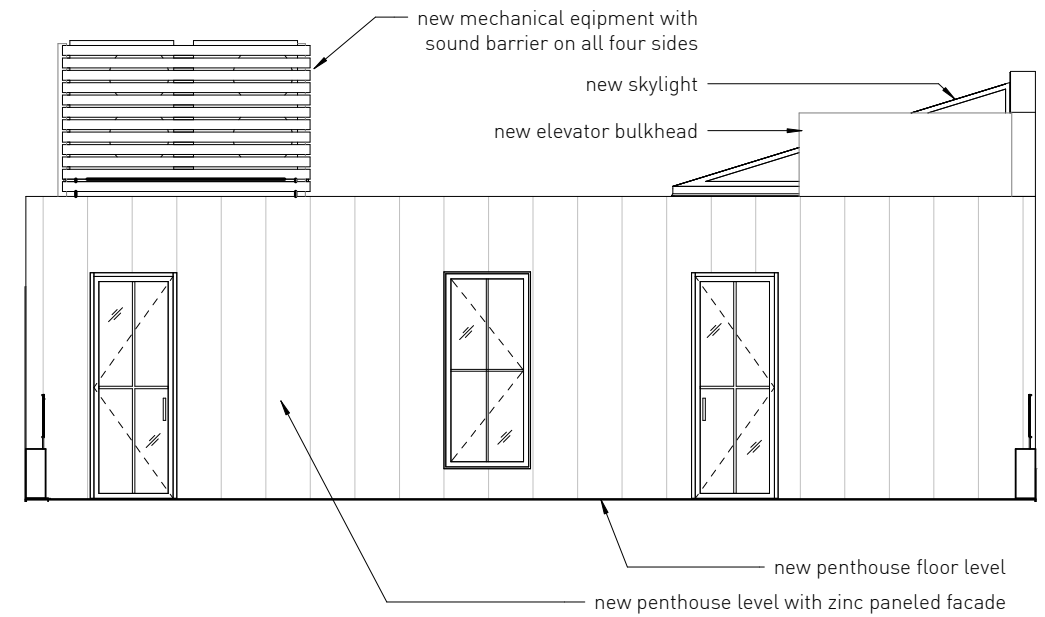 new mechanical eqipment with
sound barrier on all four sides
new skylight
new elevator bulkhead
new penthouse floor level
new penthouse level with zinc paneled facade